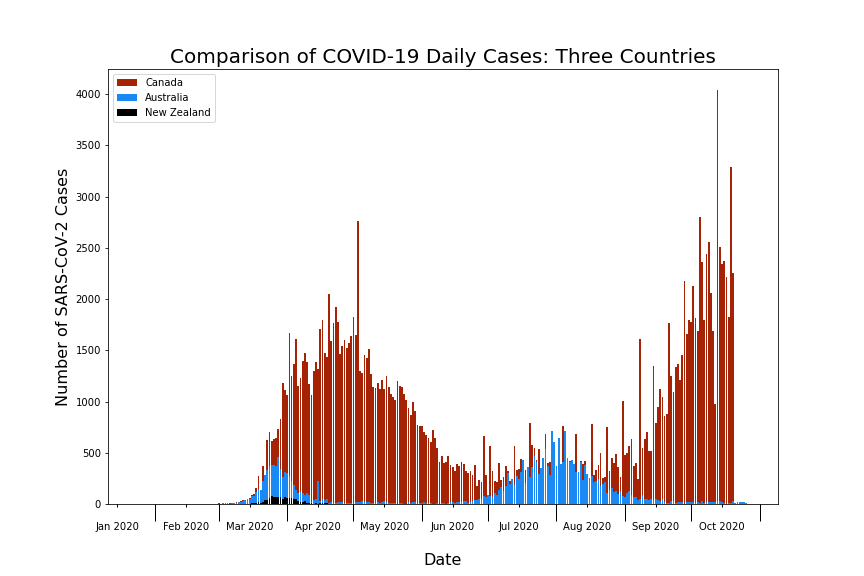 Comparison of COVID-19 Daily Cases: Three Countries
Canada
Australia
New Zealand
4000
3500
3000
2500
2000
1500
1000
500
0
Number of SARS-CoV-2 Cases
Jan 2020 Feb 2020 Mar 2020 Apr 2020 May 2020 Jun 2020 Jul 2020 Aug 2020 Sep 2020 Oct 2020
Date